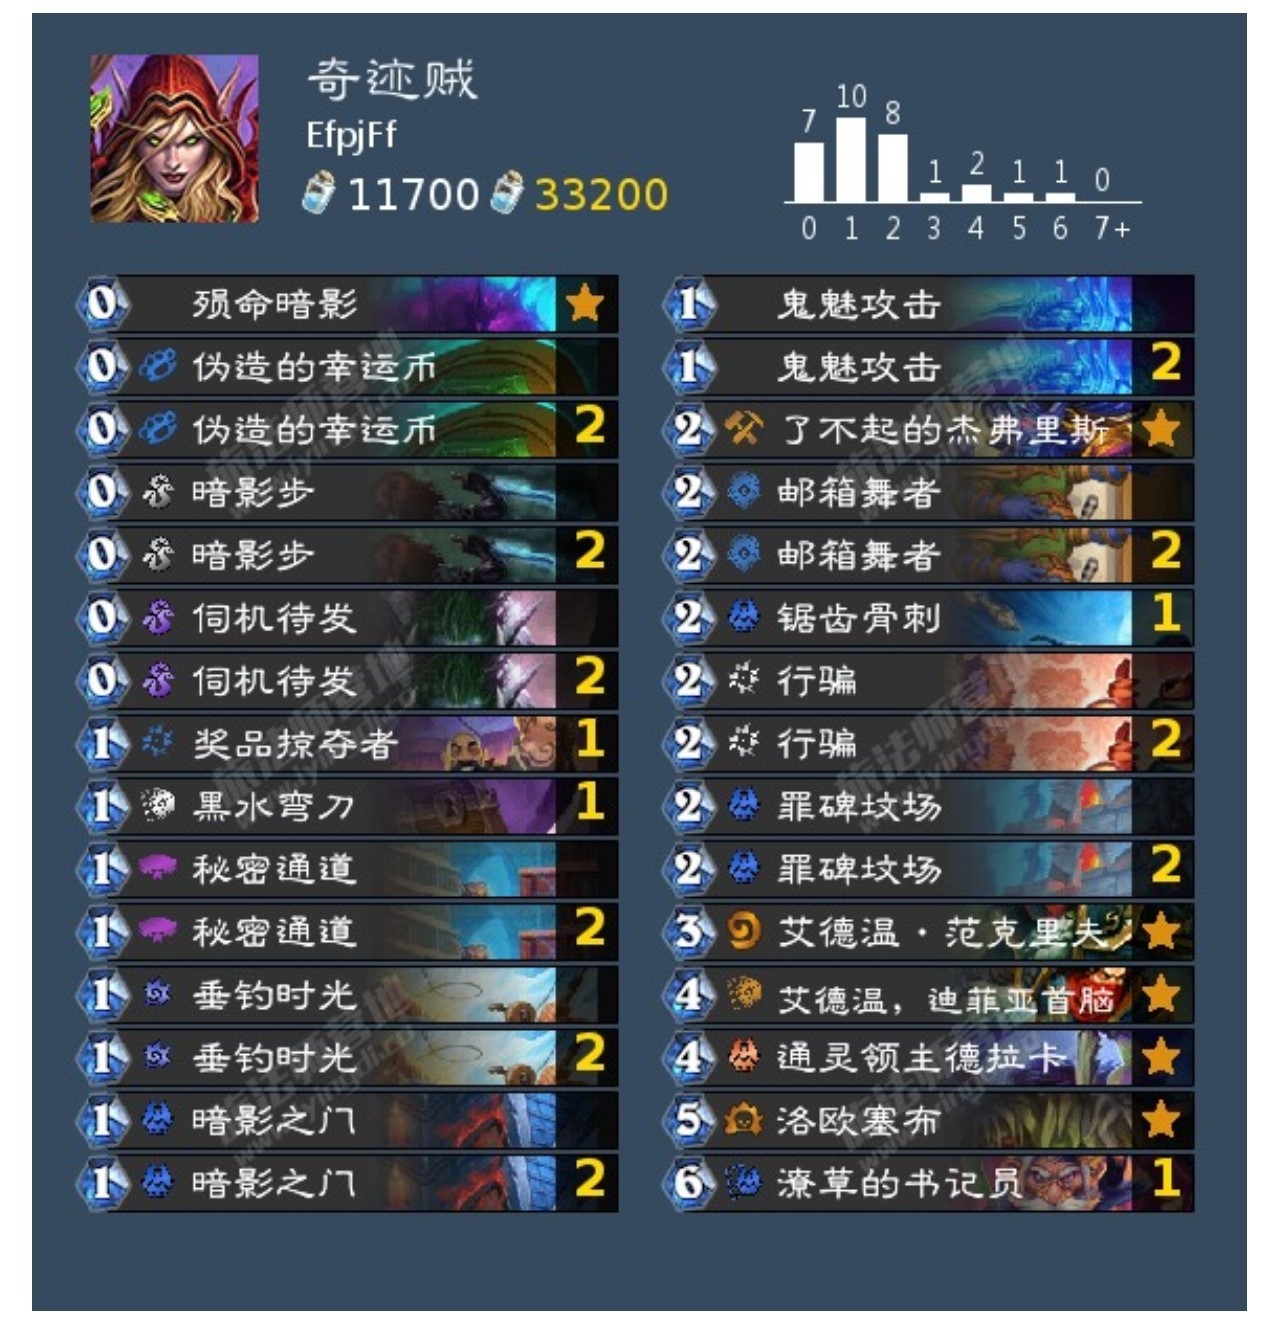 奇迹贼
EfpjFf
11700 33200
7 10 8 1 2 1 1 0
0 1 2 3 4 5 6 7+
0 殒命暗影
0 伪造的幸运币
0 伪造的幸运币 2
0 暗影步
0 暗影步 2
0 伺机待发
0 伺机待发 2
1 奖品掠夺者 1
1 黑水弯刀 1
1 秘密通道
1 秘密通道 2
1 垂钓时光
1 垂钓时光 2
1 暗影之门
1 暗影之门 2
1 鬼魅攻击
1 鬼魅攻击 2
2 了不起的杰弗里斯
2 邮箱舞者
2 邮箱舞者 2
2 锯齿骨刺 1
2 行骗
2 行骗 2
2 罪碑坟场
2 罪碑坟场 2
3 艾德温·范克里夫
4 艾德温，迪菲亚首脑
4 通灵领主德拉卡
5 洛欧塞布
6 潦草的书记员 1